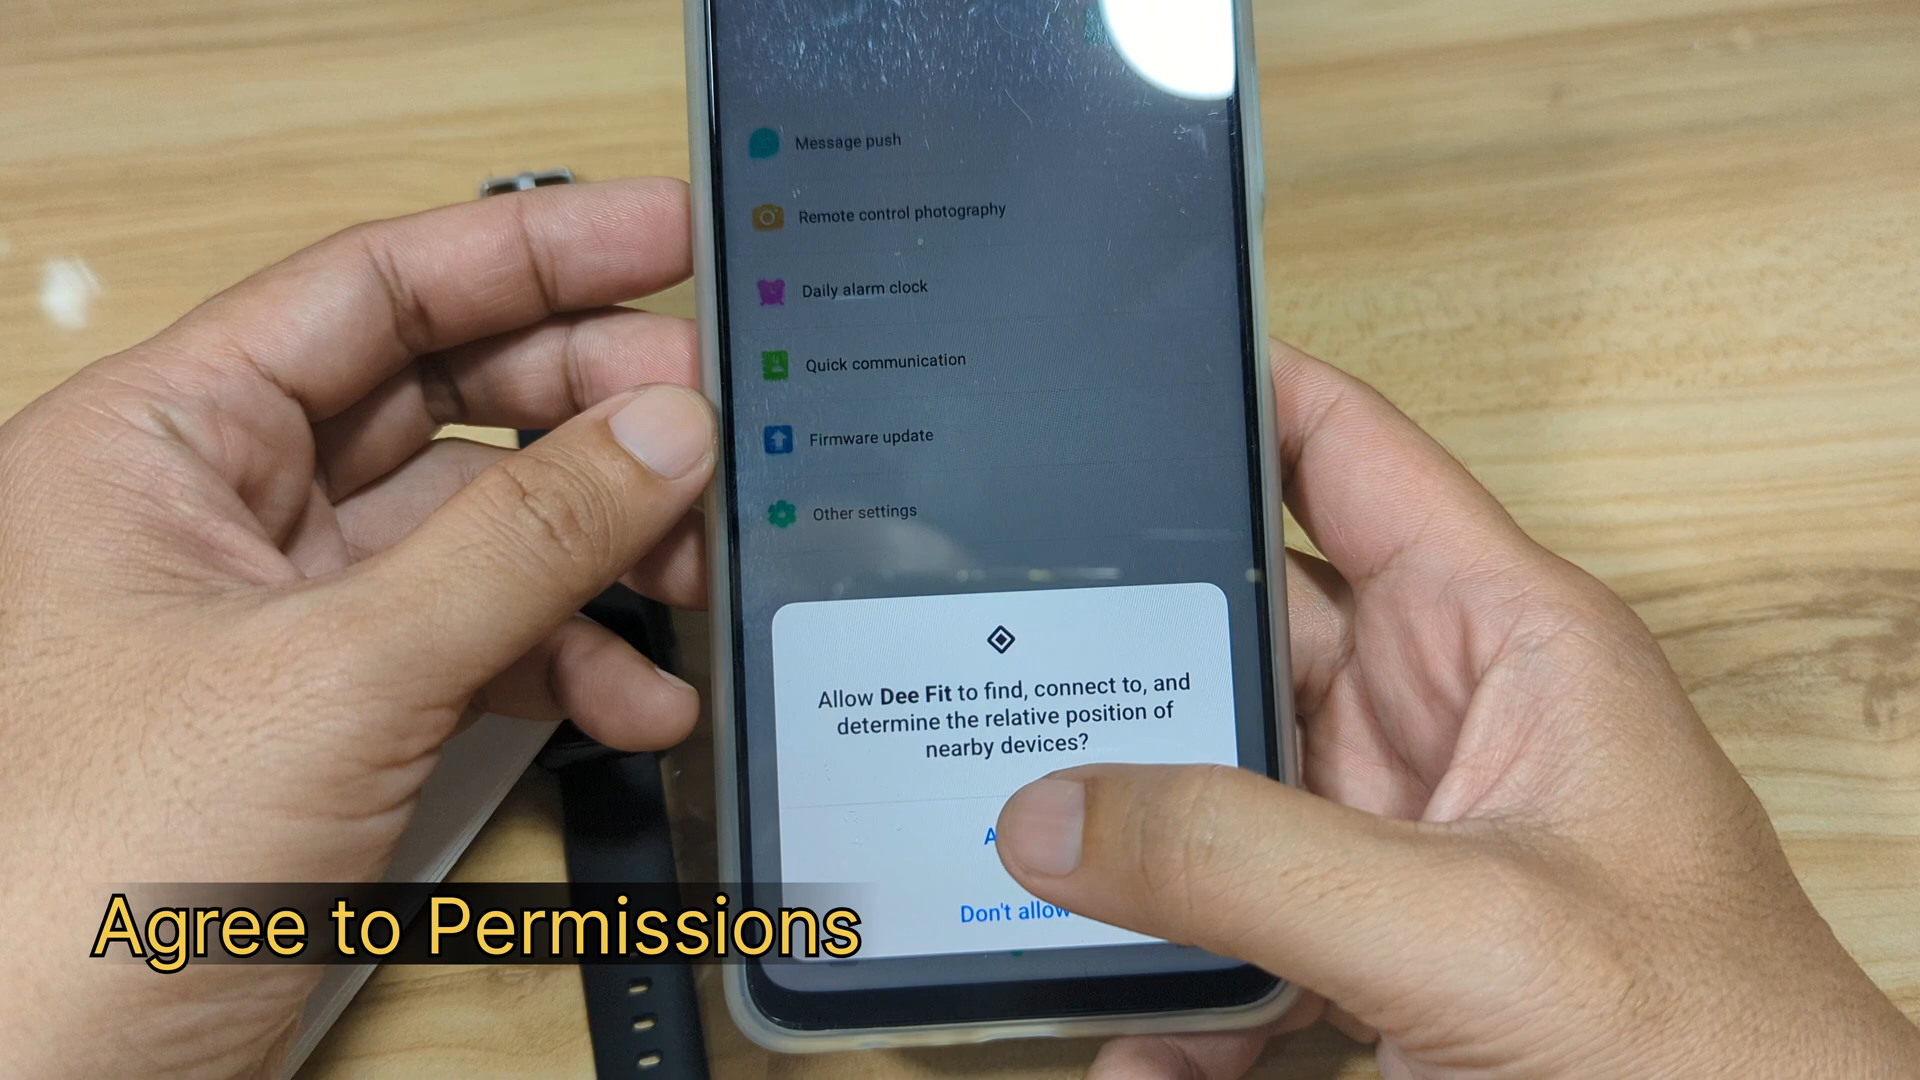 Message push
Remote control photography
Daily alarm clock
Quick communication
Firmware update
Other settings
Allow Dee Fit to find, connect to, and
determine the relative position of
nearby devices?
Don't allow
Agree to Permissions